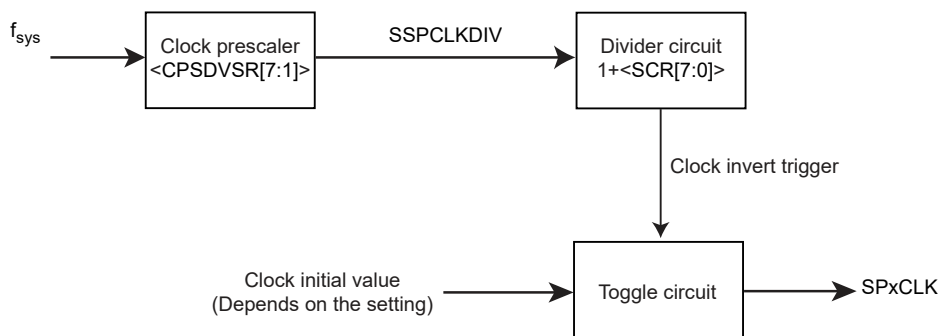 f_sys
Clock prescaler
<CPSDVSR[7:1]>
SSPCLKDIV
Divider circuit
1+<SCR[7:0]>
Clock invert trigger
Clock initial value
(Depends on the setting)
Toggle circuit
SPxCLK